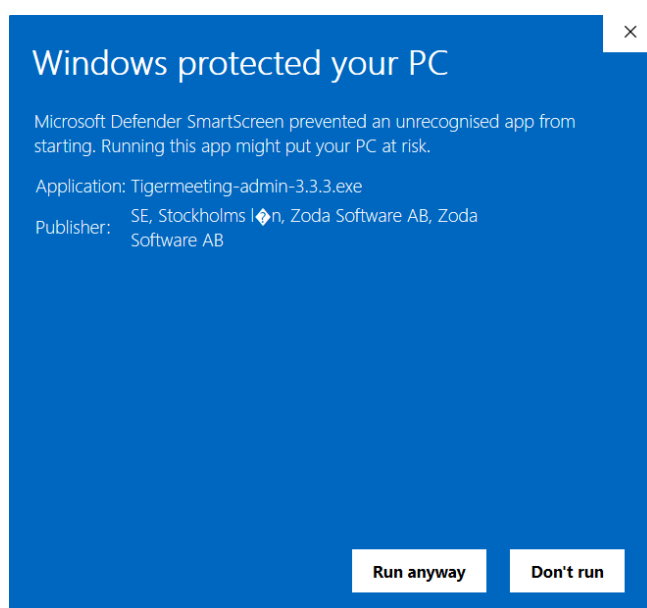 Windows protected your PC
Microsoft Defender SmartScreen prevented an unrecognised app from
starting. Running this app might put your PC at risk.
Application: Tigermeeting-admin-3.3.3.exe
Publisher: SE, Stockholms l�n, Zoda Software AB, Zoda
Software AB
Run anyway
Don't run